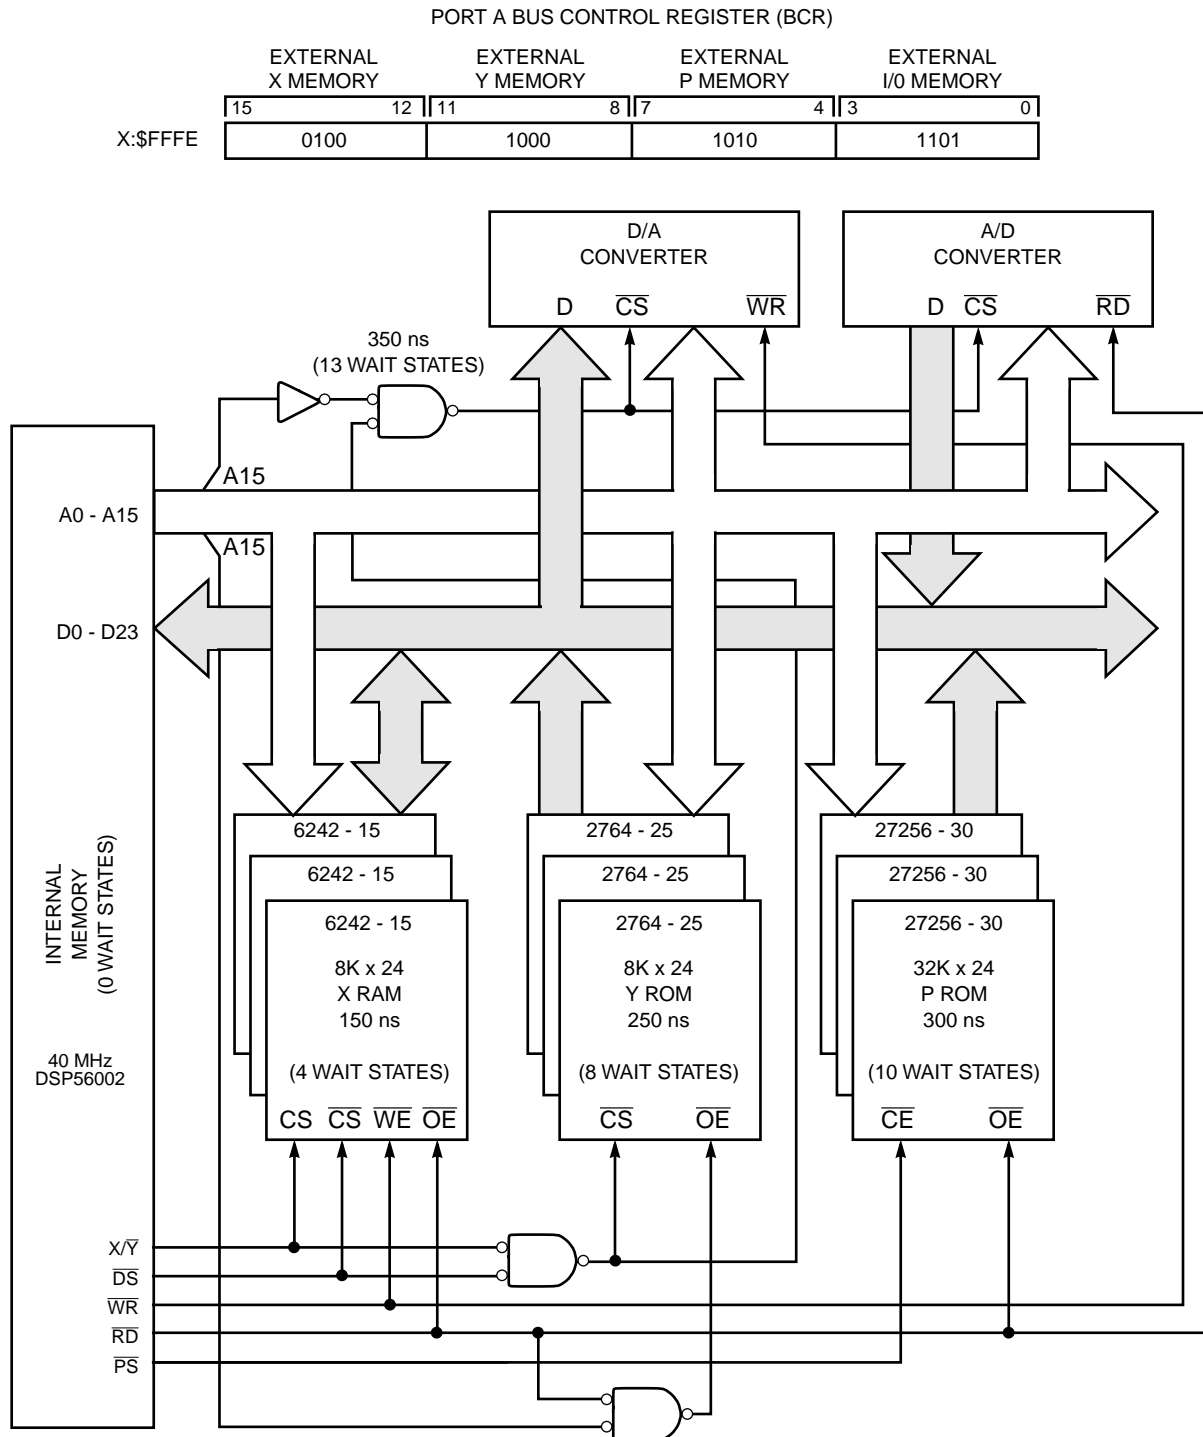 PORT A BUS CONTROL REGISTER (BCR)
EXTERNAL X MEMORY
EXTERNAL Y MEMORY
EXTERNAL P MEMORY
EXTERNAL I/0 MEMORY
15 12 11 8 7 4 3 0
X:$FFFE 0100 1000 1010 1101
D/A CONVERTER
D CS WR
A/D CONVERTER
D CS RD
350 ns
(13 WAIT STATES)
A15
A0 - A15
A15
D0 - D23
INTERNAL MEMORY (0 WAIT STATES)
40 MHz
DSP56002
6242 - 15
6242 - 15
6242 - 15
8K x 24
X RAM
150 ns
(4 WAIT STATES)
CS CS WE OE
2764 - 25
2764 - 25
2764 - 25
8K x 24
Y ROM
250 ns
(8 WAIT STATES)
CS OE
27256 - 30
27256 - 30
27256 - 30
32K x 24
P ROM
300 ns
(10 WAIT STATES)
CE OE
X/Y
DS
WR
RD
PS